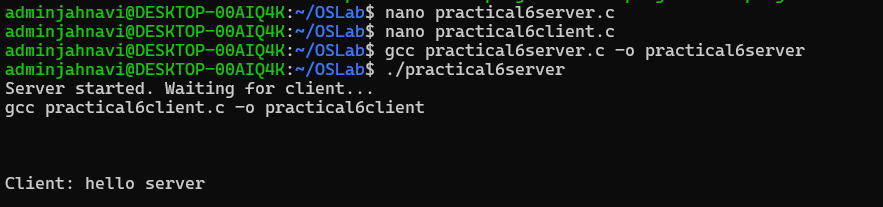 adminjahnavi@DESKTOP-00AIQ4K:~/OSLab$ nano practical6server.c
adminjahnavi@DESKTOP-00AIQ4K:~/OSLab$ nano practical6client.c
adminjahnavi@DESKTOP-00AIQ4K:~/OSLab$ gcc practical6server.c -o practical6server
adminjahnavi@DESKTOP-00AIQ4K:~/OSLab$ ./practical6server
Server started. Waiting for client...
gcc practical6client.c -o practical6client
Client: hello server